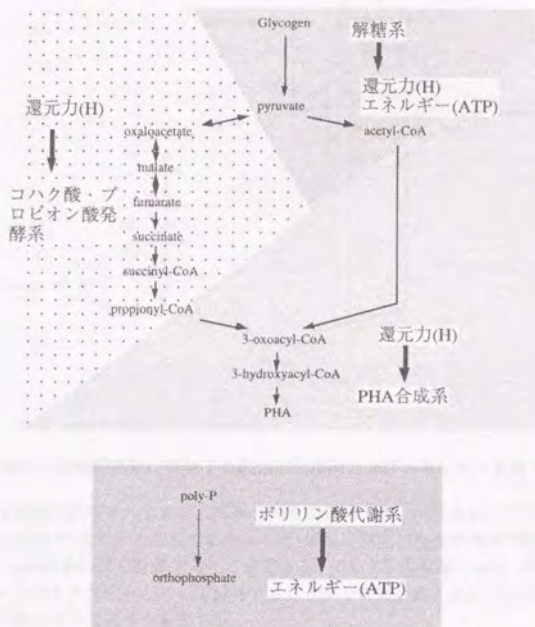 Glycogen
解糖系
還元力(H)
エネルギー(ATP)
pyruvate
acetyl-CoA
還元力(H)
oxaloacetate
malate
fumarate
コハク酸・プ
ロピオン酸発
酵系
succinate
succinyl-CoA
propionyl-CoA
3-oxoacyl-CoA
3-hydroxyacyl-CoA
PHA
還元力(H)
PHA合成系
poly-P
ポリリン酸代謝系
orthophosphate
エネルギー(ATP)